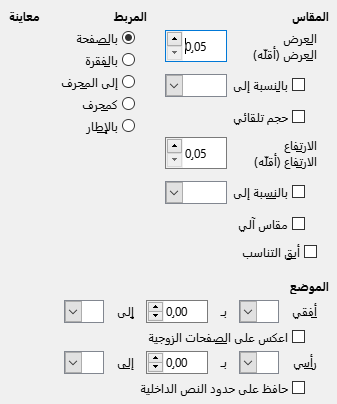 المقاس
المربط
معاينة
العرض
العرض (أقله)
0,05
بالصفحة
بالفقرة
إلى المحرف
كمحرف
بالإطار
بالنسبة إلى
حجم تلقائي
الارتفاع
الارتفاع (أقله)
0,05
بالنسبة إلى
مقاس آلي
أبق التناسب
الموضع
أفقي بـ 0,00 إلى
اعكس على الصفحات الزوجية
رأسي بـ 0,00 إلى
حافظ على حدود النص الداخلية